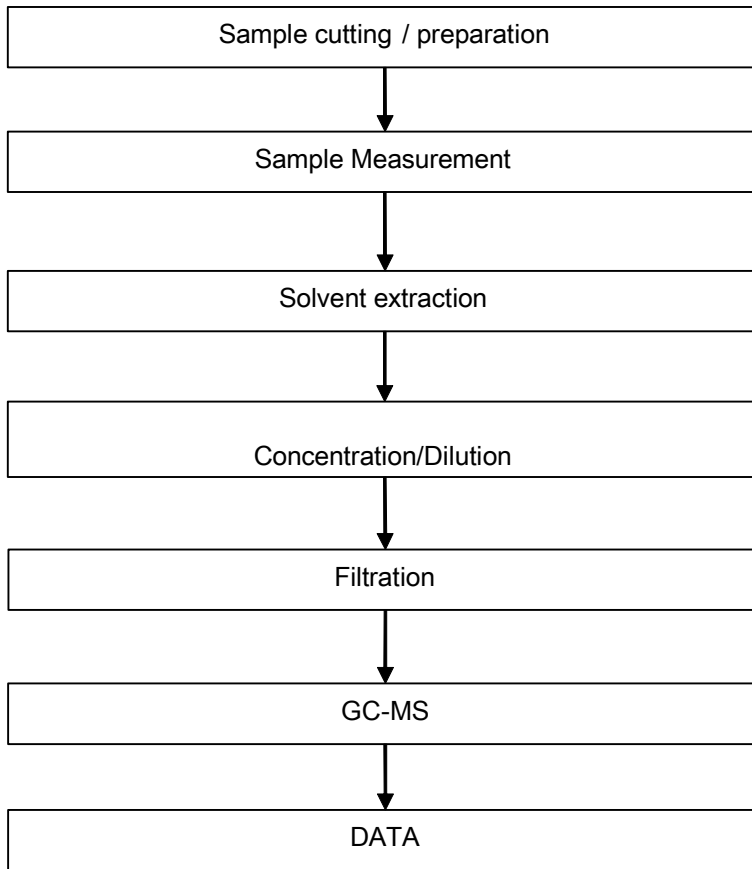 Sample cutting / preparation
Sample Measurement
Solvent extraction
Concentration/Dilution
Filtration
GC-MS
DATA